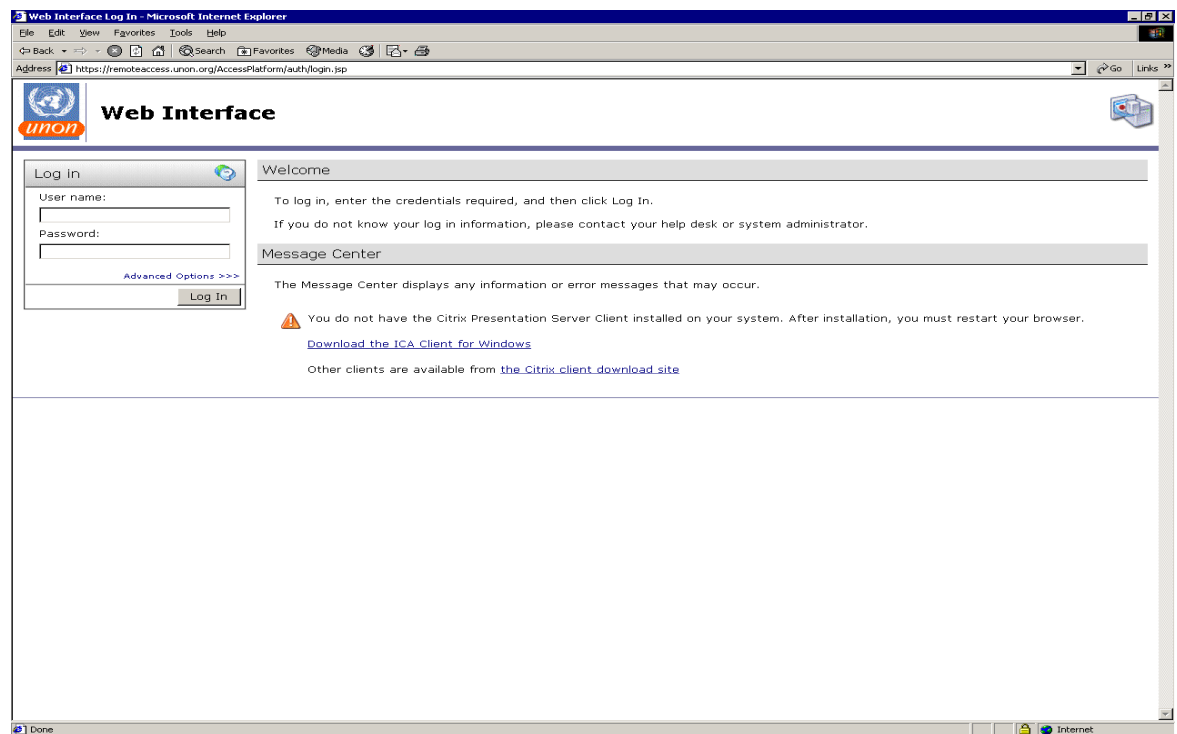 Web Interface Log In - Microsoft Internet Explorer
File Edit View Favorites Tools Help
Back Search Favorites Media
Address https://remoteaccess.unon.org/AccessPlatform/auth/login.jsp Go Links »
unon
Web Interface
Log in
User name:
Password:
Advanced Options >>>
Log In
Welcome
To log in, enter the credentials required, and then click Log In.
If you do not know your log in information, please contact your help desk or system administrator.
Message Center
The Message Center displays any information or error messages that may occur.
You do not have the Citrix Presentation Server Client installed on your system. After installation, you must restart your browser.
Download the ICA Client for Windows
Other clients are available from the Citrix client download site
Done Internet